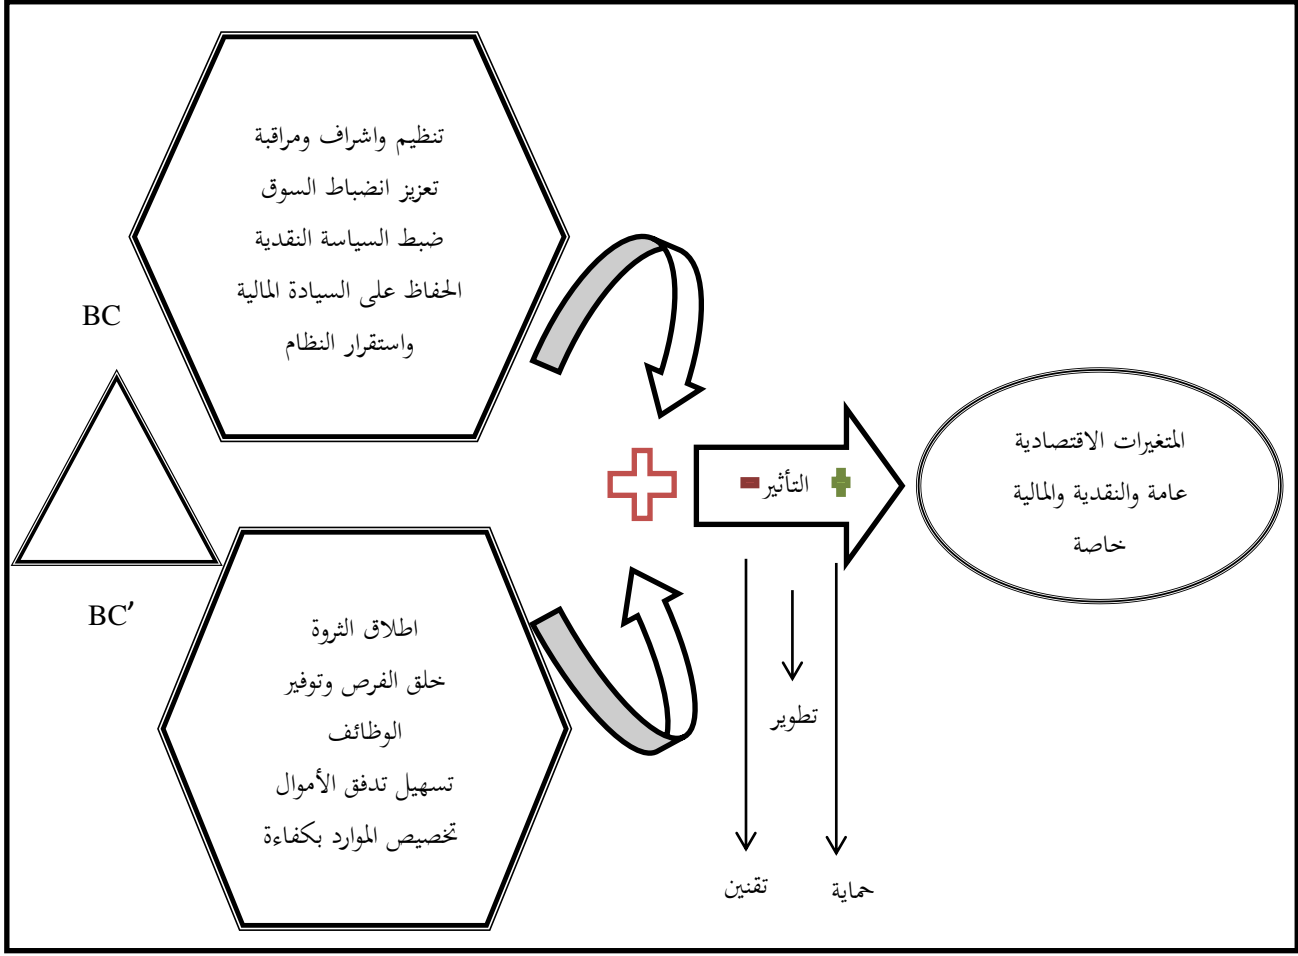 تنظيم واشراف ومراقبة
تعزيز انضباط السوق
ضبط السياسة النقدية
الحفاظ على السيادة المالية
واستقرار النظام
BC
BC’
اطلاق الثروة
خلق الفرص وتوفير
الوظائف
تسهيل تدفق الأموال
تخصيص الموارد بكفاءة
التأثير
المتغيرات الاقتصادية
عامة والنقدية والمالية
خاصة
تطوير
حماية
تقنين